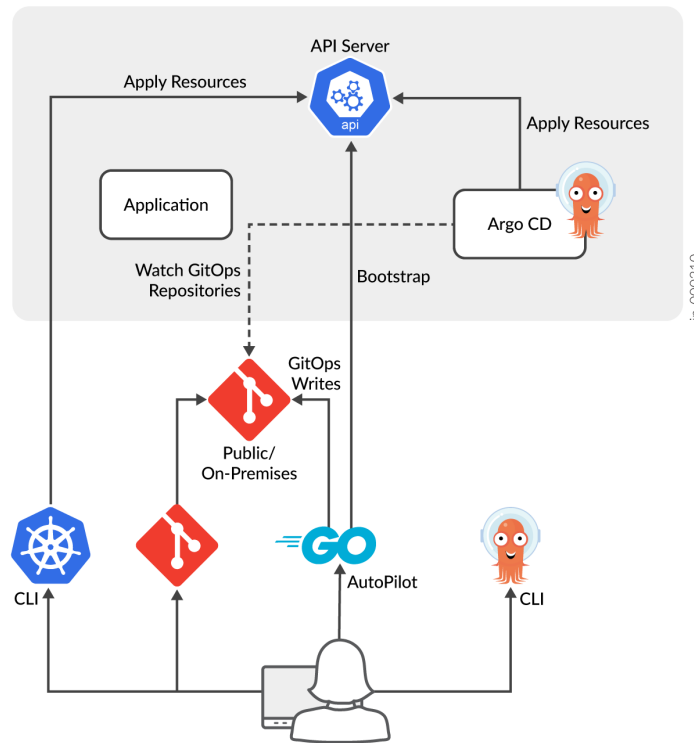 API Server
Apply Resources
api
Apply Resources
Application
Argo CD
Watch GitOps
Repositories
Bootstrap
GitOps
Writes
Public/
On-Premises
GO
AutoPilot
CLI
CLI